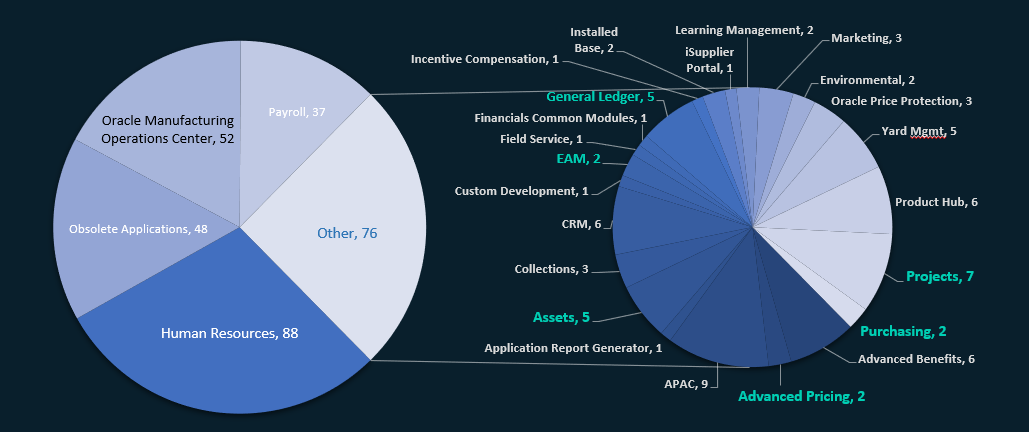 Payroll, 37
Oracle Manufacturing
Operations Center, 52
Obsolete Applications, 48
Other, 76
Human Resources, 88
Learning Management, 2
Installed
Base, 2
iSupplier
Portal, 1
Marketing, 3
Incentive Compensation, 1
Environmental, 2
General Ledger, 5
Oracle Price Protection, 3
Financials Common Modules, 1
Yard Mgmt, 5
Field Service, 1
EAM, 2
Custom Development, 1
Product Hub, 6
CRM, 6
Collections, 3
Projects, 7
Assets, 5
Purchasing, 2
Application Report Generator, 1
Advanced Benefits, 6
APAC, 9
Advanced Pricing, 2